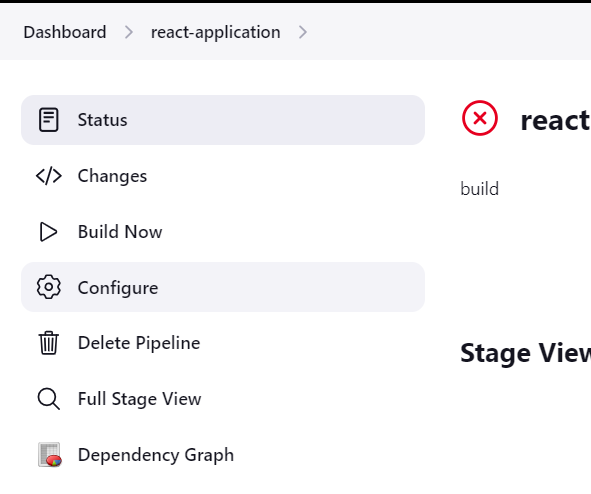 Dashboard > react-application >
Status
Changes
Build Now
Configure
Delete Pipeline
Full Stage View
Dependency Graph
react
build
Stage View